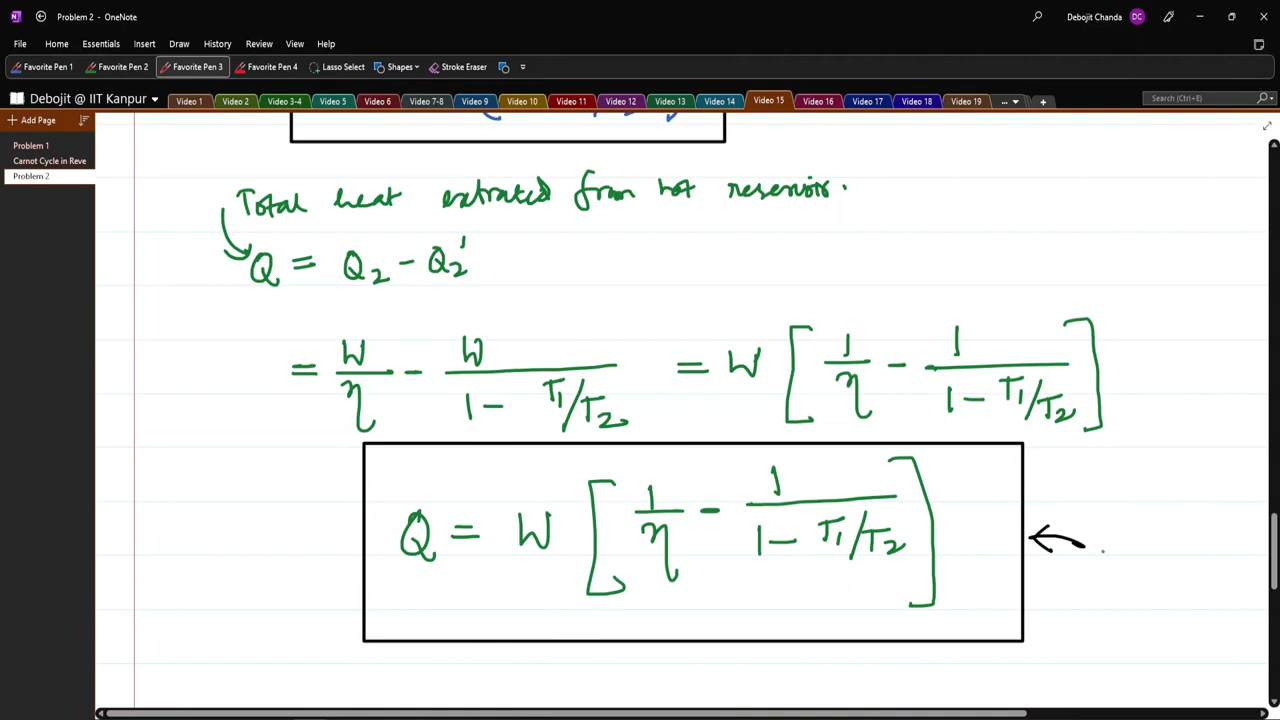 Problem 2 - OneNote
Debojit Chanda DC
File Home Essentials Insert Draw History Review View Help
Favorite Pen 1 Favorite Pen 2 Favorite Pen 3 Favorite Pen 4 Lasso Select Shapes Stroke Eraser
Debojit @ IIT Kanpur Video 1 Video 2 Video 3-4 Video 5 Video 6 Video 7-8 Video 9 Video 10 Video 11 Video 12 Video 13 Video 14 Video 15 Video 16 Video 17 Video 18 Video 19 ... + Search (Ctrl+E)
+ Add Page
Problem 1
Carnot Cycle in Reve
Problem 2
Total heat extrated from hot reservoir.
Q = Q₂ - Q₂'
= W/η - W/(1 - T₁/T₂) = W [1/η - 1/(1 - T₁/T₂)]
Q = W [1/η - 1/(1 - T₁/T₂)]